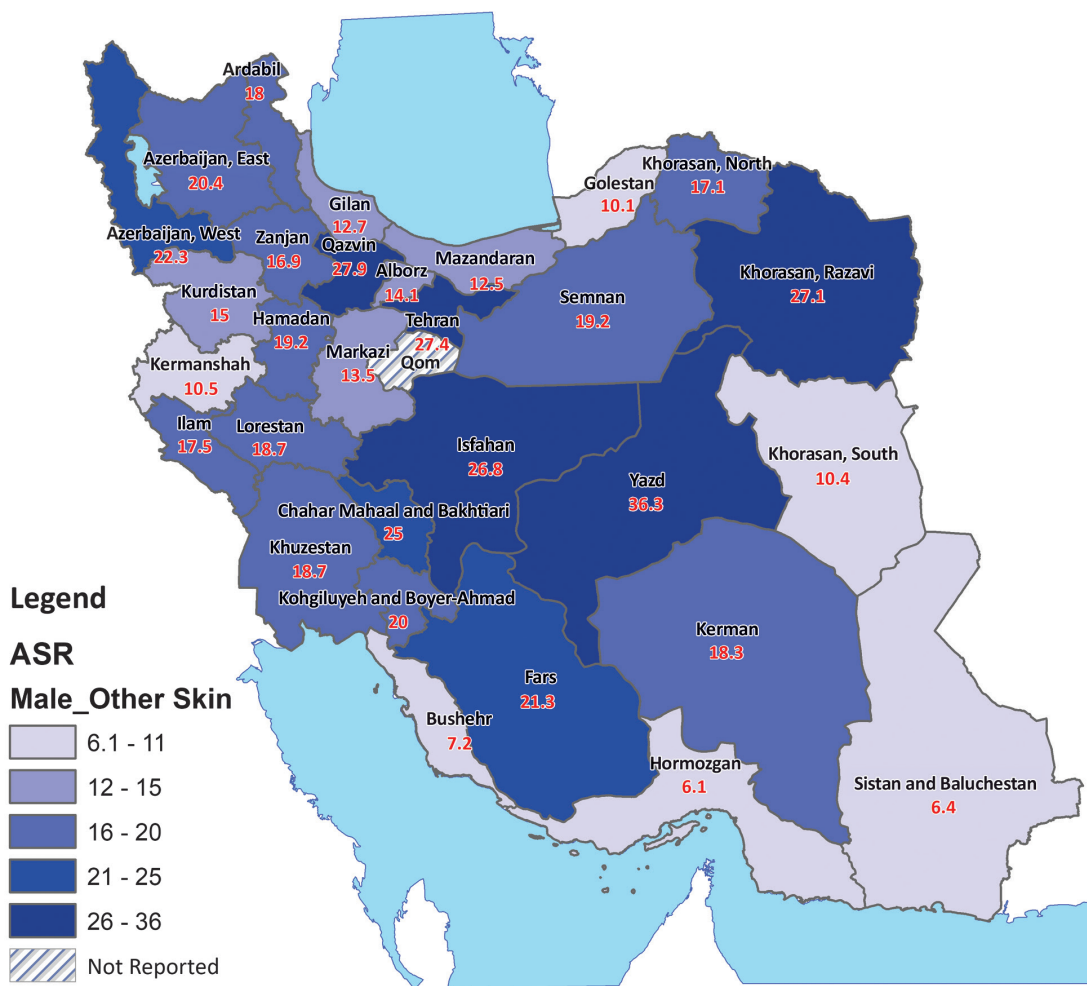 Ardabil
18
Azerbaijan, East
20.4
Khorasan, North
17.1
Golestan
10.1
Gilan
12.7
Azerbaijan, West
22.3
Zanjan
16.9
Qazvin
27.9
Mazandaran
12.5
Alborz
14.1
Khorasan, Razavi
27.1
Kurdistan
15
Semnan
19.2
Hamadan
19.2
Tehran
27.4
Qom
Markazi
13.5
Kermanshah
10.5
Ilam
17.5
Lorestan
18.7
Isfahan
26.8
Khorasan, South
10.4
Yazd
36.3
Chahar Mahaal and Bakhtiari
25
Khuzestan
18.7
Kohgiluyeh and Boyer-Ahmad
20
Kerman
18.3
Fars
21.3
Bushehr
7.2
Hormozgan
6.1
Sistan and Baluchestan
6.4
Legend
ASR
Male_Other Skin
6.1 - 11
12 - 15
16 - 20
21 - 25
26 - 36
Not Reported